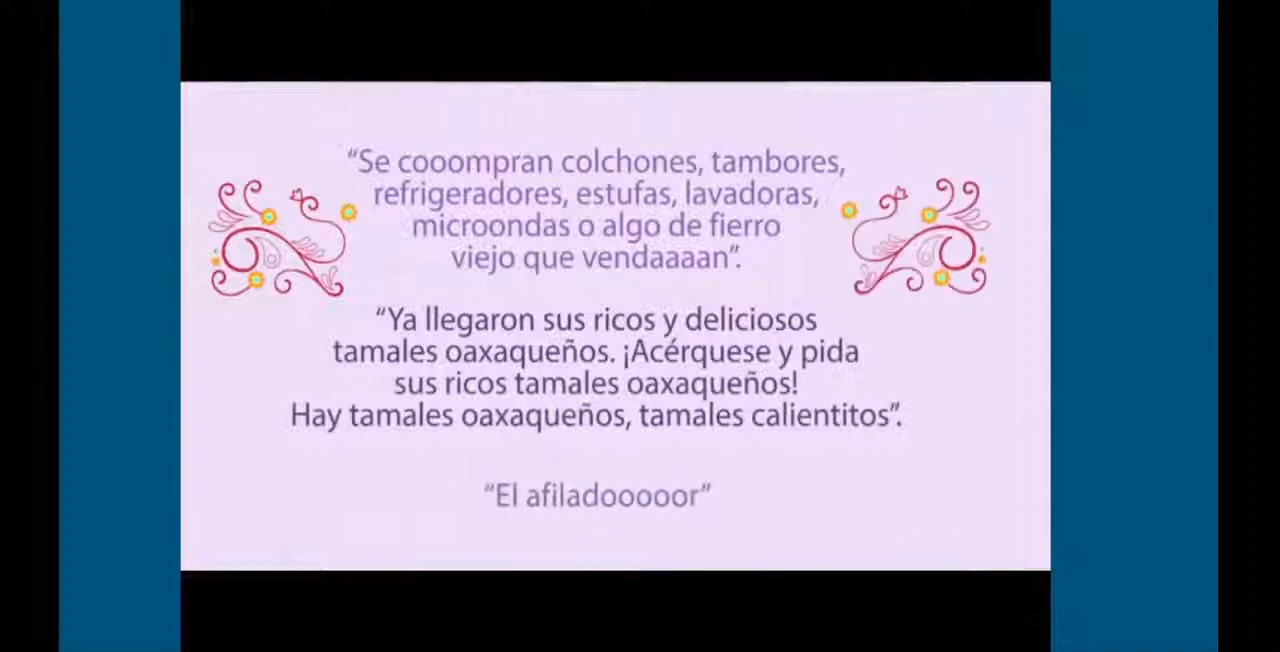 “Se cooompran colchones, tambores,
refrigeradores, estufas, lavadoras,
microondas o algo de fierro
viejo que vendaaaan”.
“Ya llegaron sus ricos y deliciosos
tamales oaxaqueños. ¡Acérquese y pida
sus ricos tamales oaxaqueños!
Hay tamales oaxaqueños, tamales calientitos”.
“El afiladooooor”